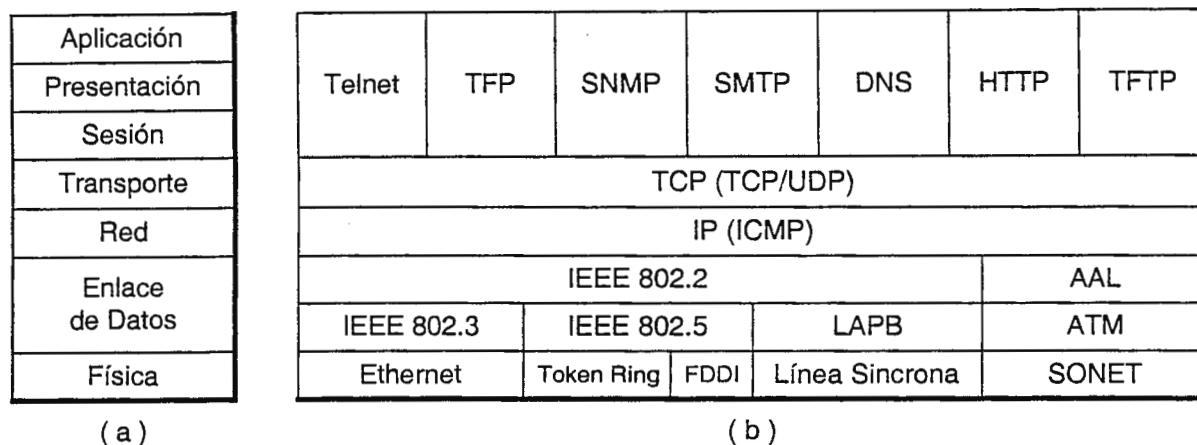 Aplicación
Presentación
Sesión
Transporte
Red
Enlace
de Datos
Física
( a )
Telnet TFP SNMP SMTP DNS HTTP TFTP
TCP (TCP/UDP)
IP (ICMP)
IEEE 802.2 AAL
IEEE 802.3 IEEE 802.5 LAPB ATM
Ethernet Token Ring FDDI Línea Sincrona SONET
( b )